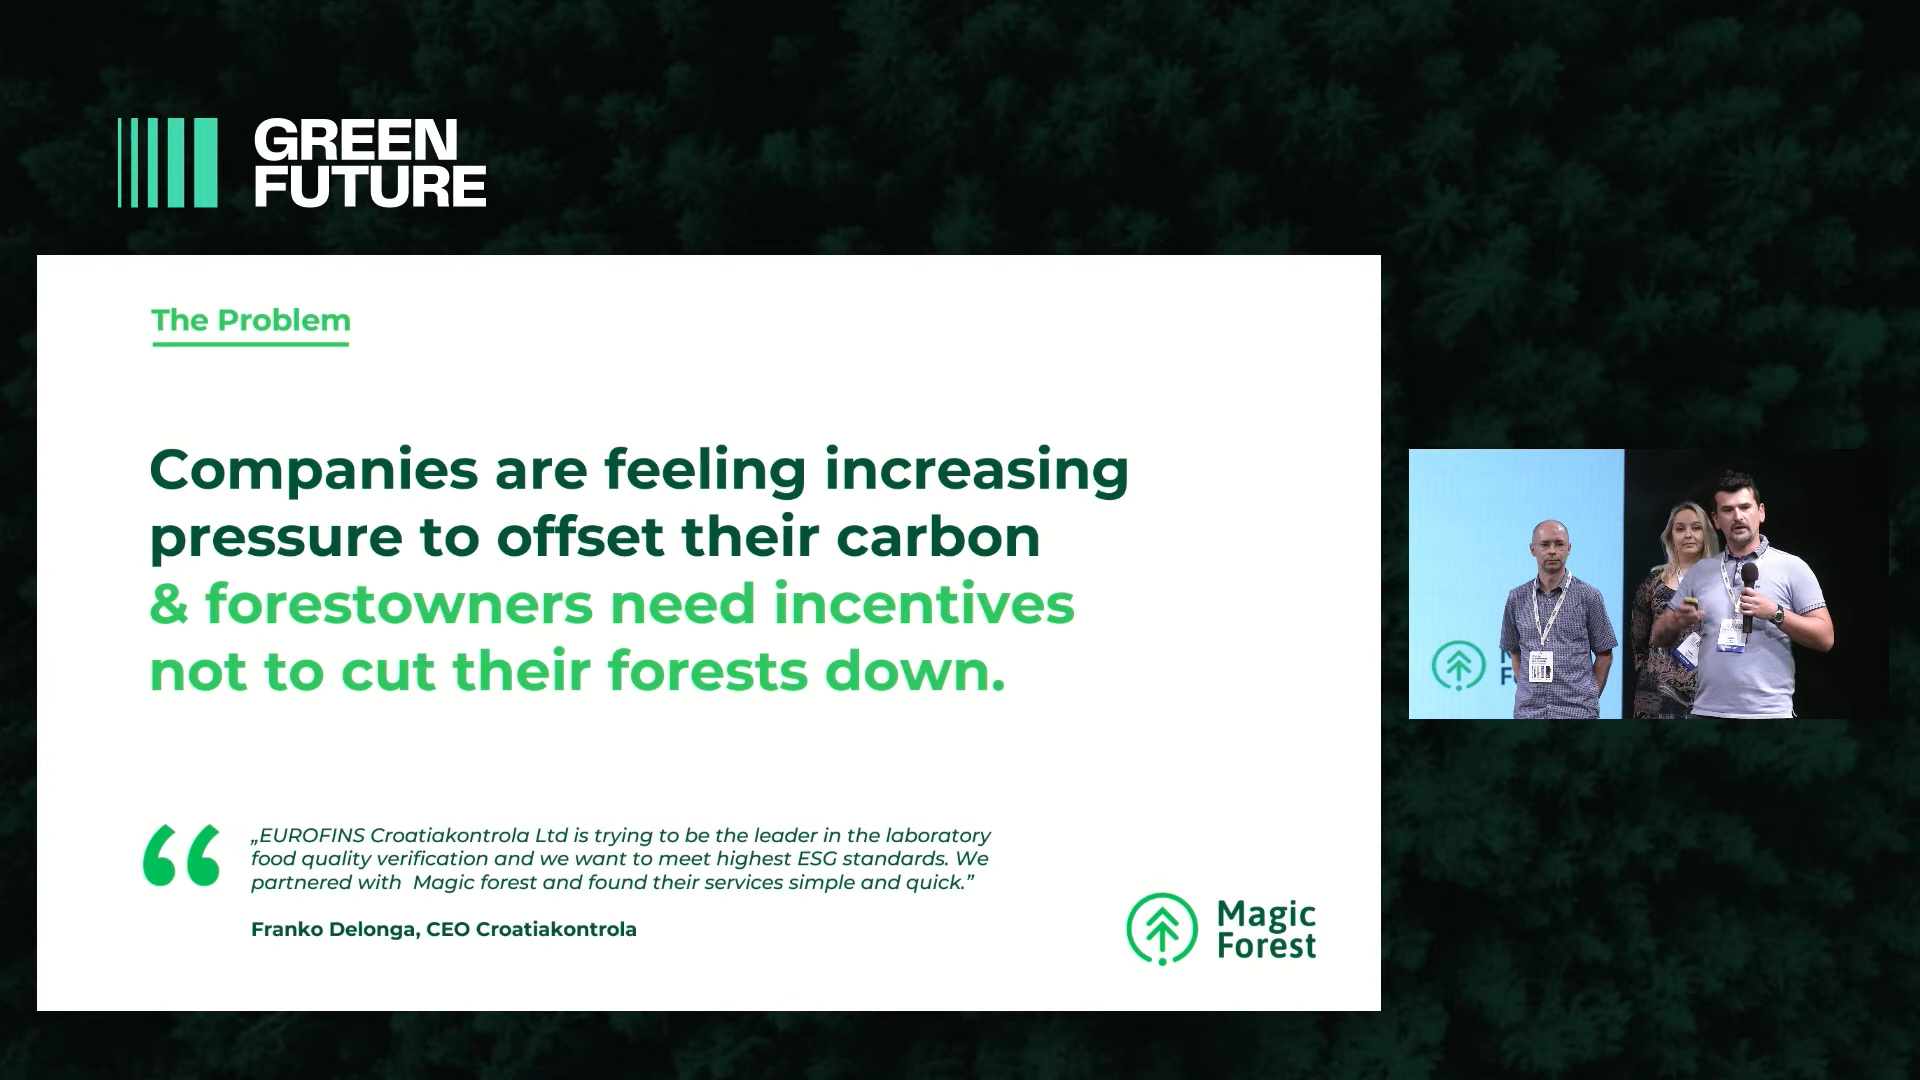 GREEN
FUTURE
The Problem
Companies are feeling increasing
pressure to offset their carbon
& forestowners need incentives
not to cut their forests down.
„EUROFINS Croatiakontrola Ltd is trying to be the leader in the laboratory
food quality verification and we want to meet highest ESG standards. We
partnered with Magic forest and found their services simple and quick.”
Franko Delonga, CEO Croatiakontrola
Magic
Forest